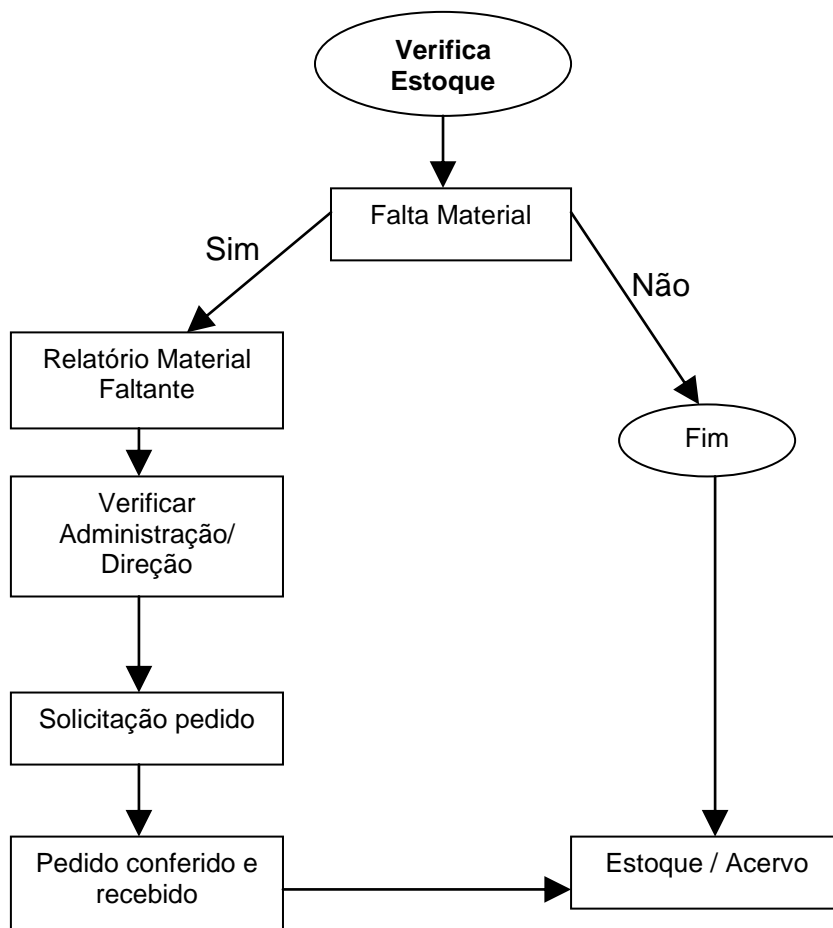 Verifica
Estoque
Falta Material
Sim
Não
Relatório Material
Faltante
Fim
Verificar
Administração/
Direção
Solicitação pedido
Pedido conferido e
recebido
Estoque / Acervo